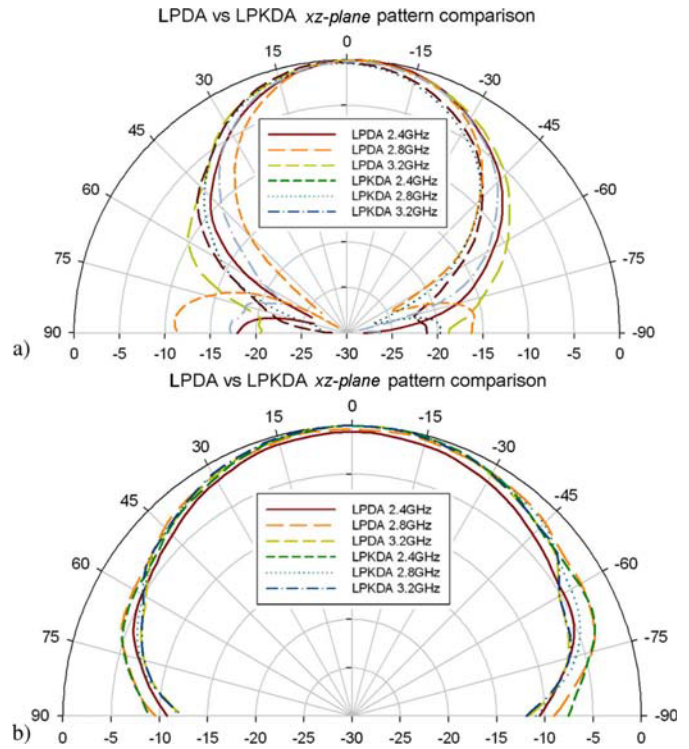 LPDA vs LPKDA xz-plane pattern comparison
0
15 -15
30 -30
45 -45
60 -60
75 -75
90 -90
LPDA 2.4GHz
LPDA 2.8GHz
LPDA 3.2GHz
LPKDA 2.4GHz
LPKDA 2.8GHz
LPKDA 3.2GHz
a)
0 -5 -10 -15 -20 -25 -30 -25 -20 -15 -10 -5 0
LPDA vs LPKDA xz-plane pattern comparison
0
15 -15
30 -30
45 -45
60 -60
75 -75
90 -90
LPDA 2.4GHz
LPDA 2.8GHz
LPDA 3.2GHz
LPKDA 2.4GHz
LPKDA 2.8GHz
LPKDA 3.2GHz
b)
0 -5 -10 -15 -20 -25 -30 -25 -20 -15 -10 -5 0